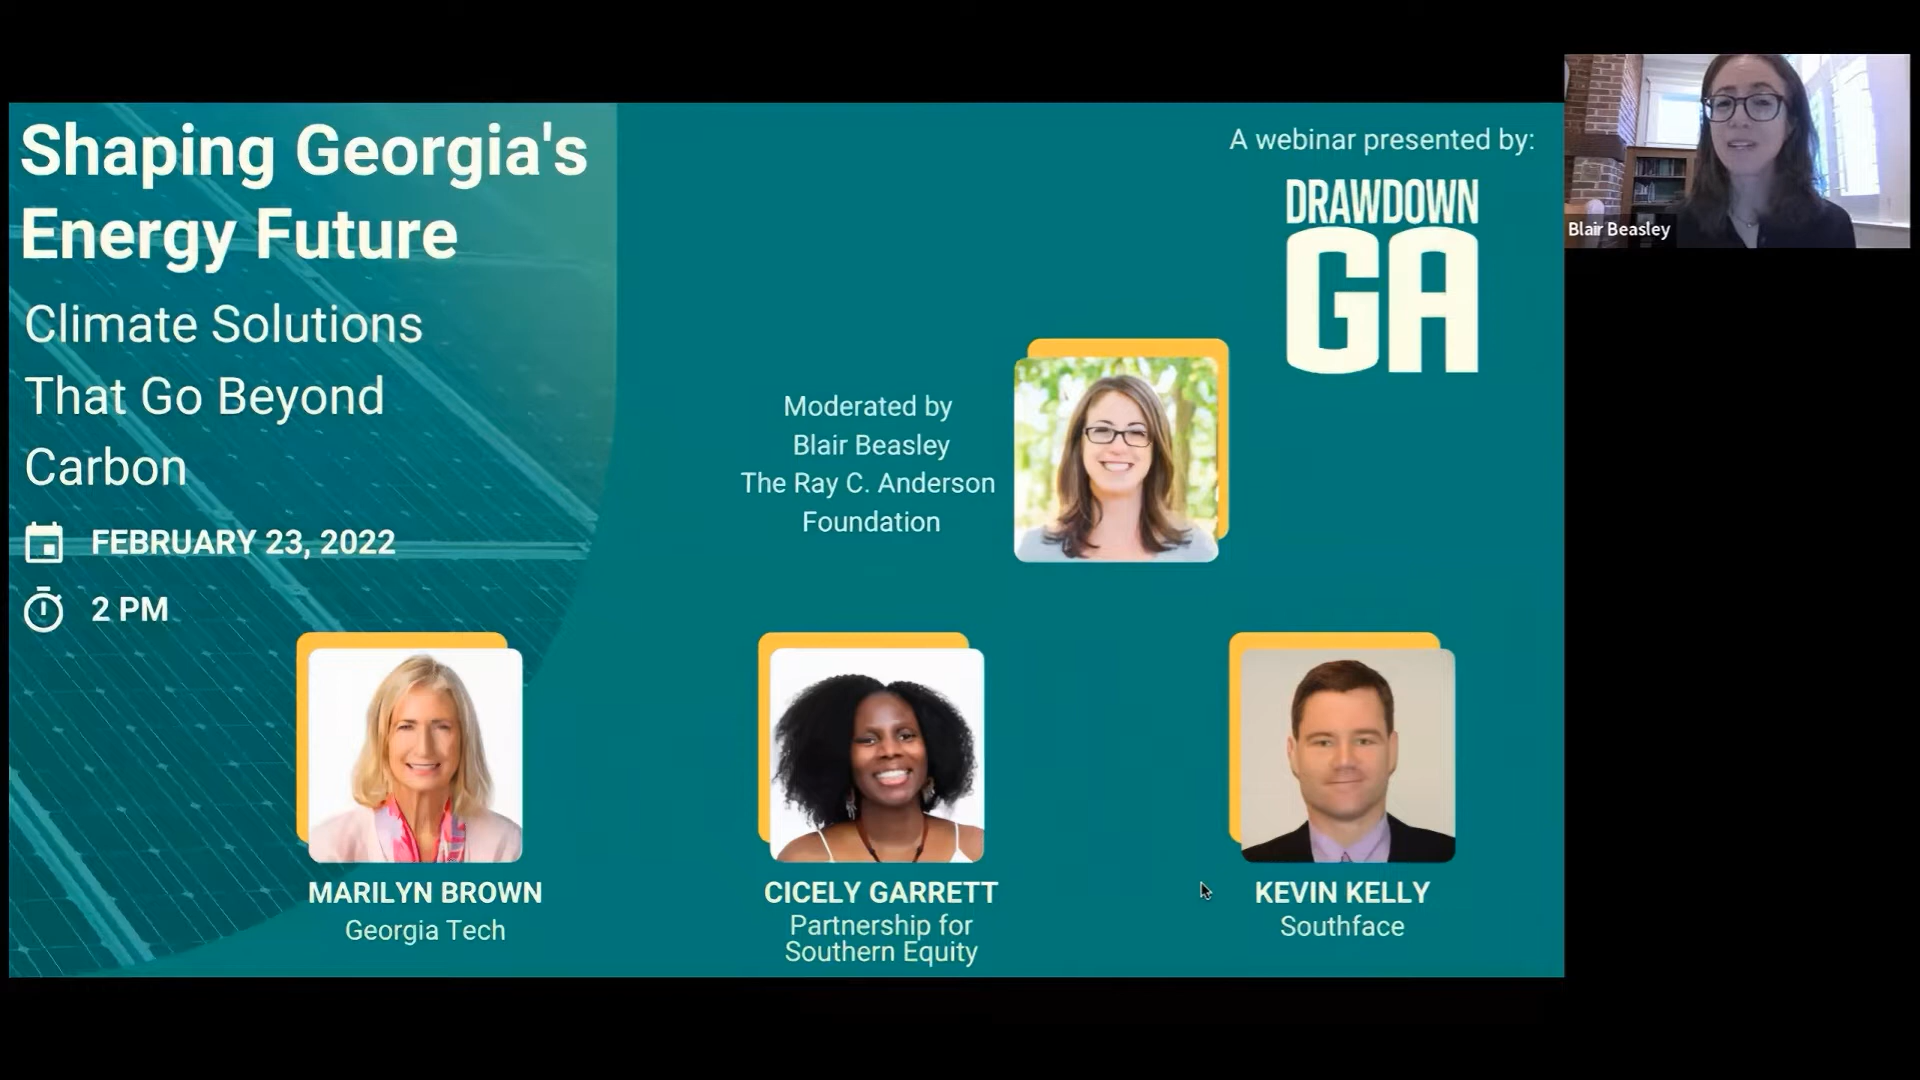 Shaping Georgia's
Energy Future
Climate Solutions
That Go Beyond
Carbon
FEBRUARY 23, 2022
2 PM
A webinar presented by:
DRAWDOWN
GA
Moderated by
Blair Beasley
The Ray C. Anderson
Foundation
MARILYN BROWN
Georgia Tech
CICELY GARRETT
Partnership for
Southern Equity
KEVIN KELLY
Southface
Blair Beasley